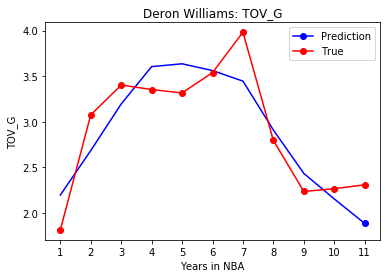 Deron Williams: TOV_G
Prediction
True
4.0
3.5
3.0
2.5
2.0
TOV_G
1 2 3 4 5 6 7 8 9 10 11
Years in NBA